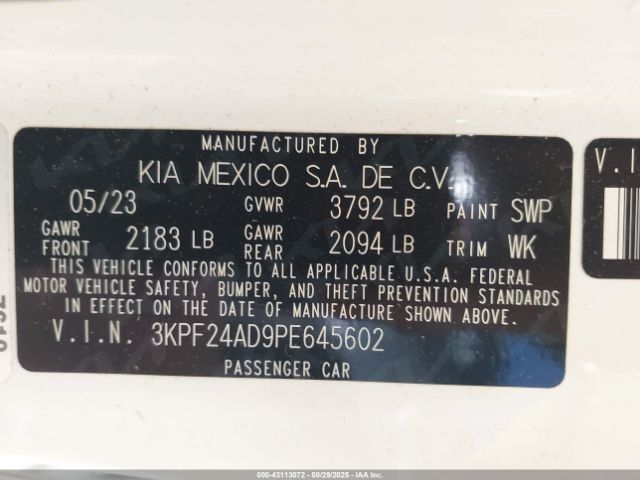 MANUFACTURED BY
KIA MEXICO S.A. DE C.V.
05/23 GVWR 3792 LB PAINT SWP
GAWR FRONT 2183 LB GAWR REAR 2094 LB TRIM WK
THIS VEHICLE CONFORMS TO ALL APPLICABLE U.S.A. FEDERAL
MOTOR VEHICLE SAFETY, BUMPER, AND THEFT PREVENTION STANDARDS
IN EFFECT ON THE DATE OF MANUFACTURE SHOWN ABOVE.
V.I.N. 3KPF24AD9PE645602
PASSENGER CAR
V.I
000-43113072 - 08/29/2025 - IAAI - Copart